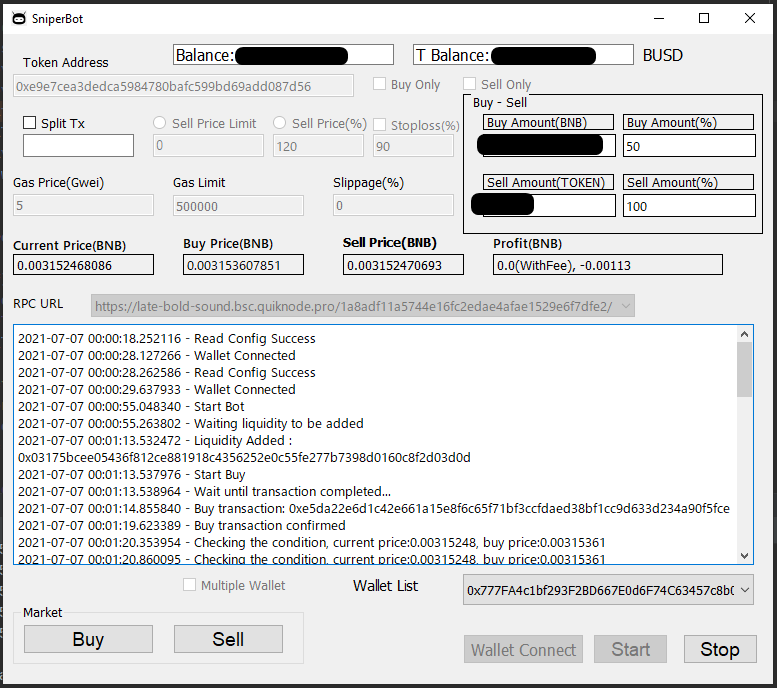 SniperBot
Token Address
Balance:
T Balance:
BUSD
0xe9e7cea3dedca5984780bafc599bd69add087d56
Buy Only
Sell Only
Buy - Sell
Split Tx
Sell Price Limit
Sell Price(%)
Stoploss(%)
Buy Amount(BNB)
Buy Amount(%)
0
120
90
50
Gas Price(Gwei)
Gas Limit
Slippage(%)
Sell Amount(TOKEN)
Sell Amount(%)
5
500000
0
100
Current Price(BNB)
Buy Price(BNB)
Sell Price(BNB)
Profit(BNB)
0.003152468086
0.003153607851
0.003152470693
0.0(WithFee), -0.00113
RPC URL
https://late-bold-sound.bsc.quiknode.pro/1a8adf11a5744e16fc2edae4afae1529e6f7dfe2/
2021-07-07 00:00:18.252116 - Read Config Success
2021-07-07 00:00:28.127266 - Wallet Connected
2021-07-07 00:00:28.262586 - Read Config Success
2021-07-07 00:00:29.637933 - Wallet Connected
2021-07-07 00:00:55.048340 - Start Bot
2021-07-07 00:00:55.263802 - Waiting liquidity to be added
2021-07-07 00:01:13.532472 - Liquidity Added :
0x03175bcee05436f812ce881918c4356252e0c55fe277b7398d0160c8f2d03d0d
2021-07-07 00:01:13.537976 - Start Buy
2021-07-07 00:01:13.538964 - Wait until transaction completed...
2021-07-07 00:01:14.855840 - Buy transaction: 0xe5da22e6d1c42e661a15e8f6c65f71bf3ccfdaed38bf1cc9d633d234a90f5fce
2021-07-07 00:01:19.623389 - Buy transaction confirmed
2021-07-07 00:01:20.353954 - Checking the condition, current price:0.00315248, buy price:0.00315361
2021-07-07 00:01:20.860095 - Checking the condition, current price:0.00315248, buy price:0.00315361
Multiple Wallet
Wallet List
0x777FA4c1bf293F2BD667E0d6F74C63457c8b0
Market
Buy
Sell
Wallet Connect
Start
Stop